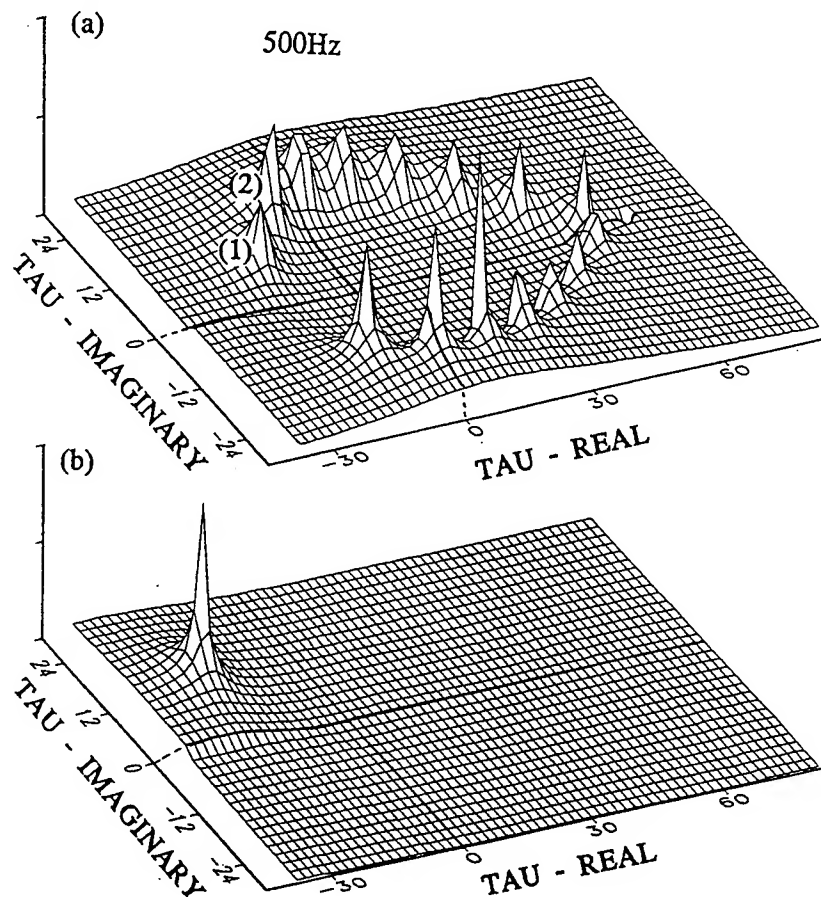 (a)
500Hz
(2)
(1)
24
12
0
-12
-24
TAU - IMAGINARY
-30
0
30
60
TAU - REAL
(b)
24
12
0
-12
-24
TAU - IMAGINARY
-30
0
30
60
TAU - REAL